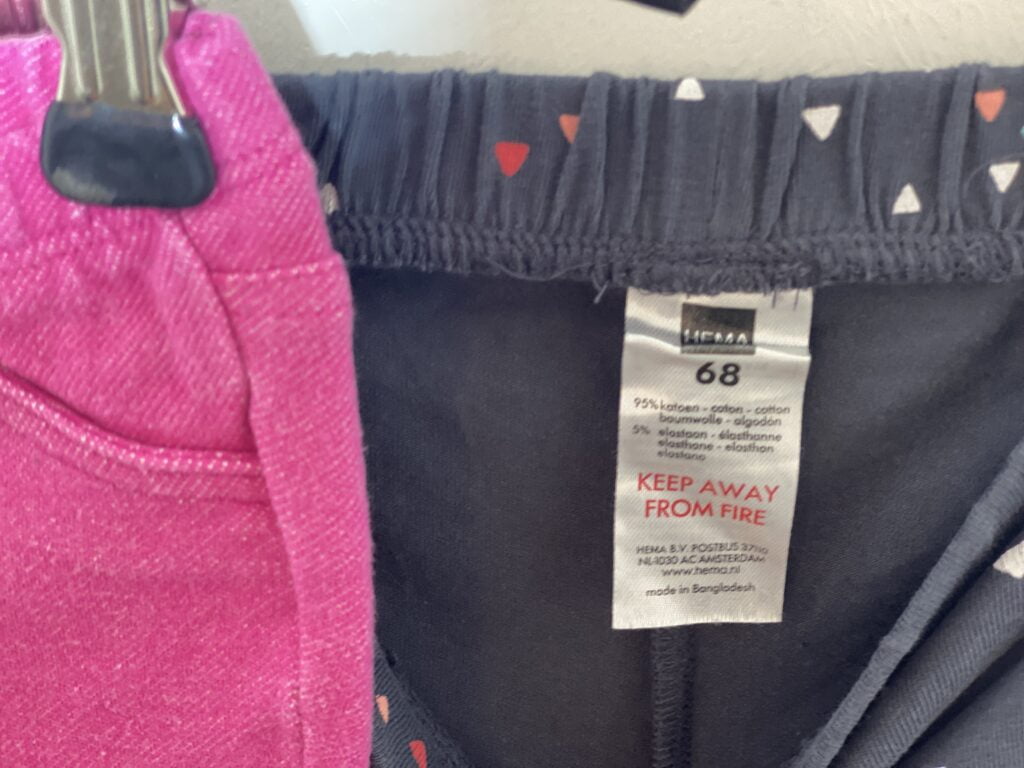 HEMA
68
95% katoen - coton - cotton
baumwolle - algodón
5% elastaan - élasthanne
elasthane - elasthan
elastano
KEEP AWAY
FROM FIRE
HEMA B.V. POSTBUS
NL-1030 AC AMSTERDAM
www.hema.nl
made in Bangladesh